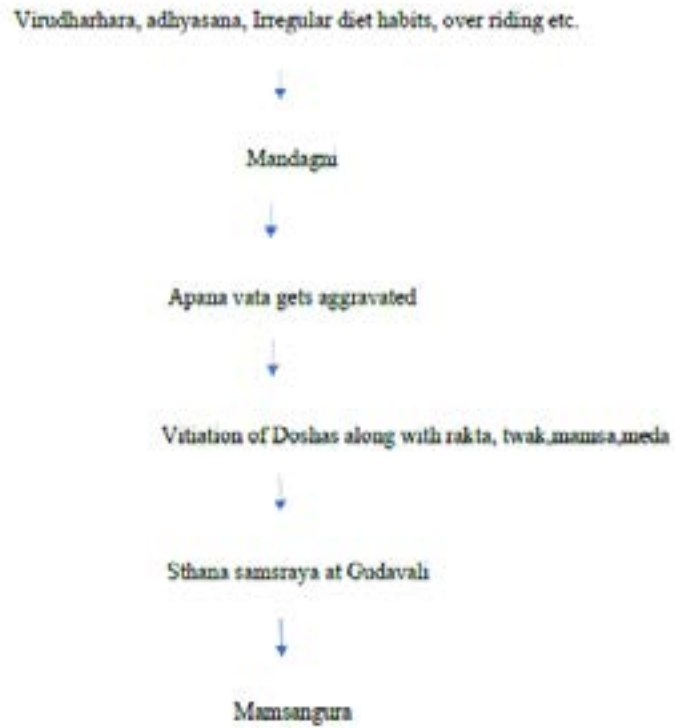 Virudharhara, adhyasana, Irregular diet habits, over riding etc.
Mandagni
Apana vata gets aggravated
Vitiation of Doshas along with rakta, twak,mamsa,meda
Sthana samsraya at Gudavali
Mamsangura